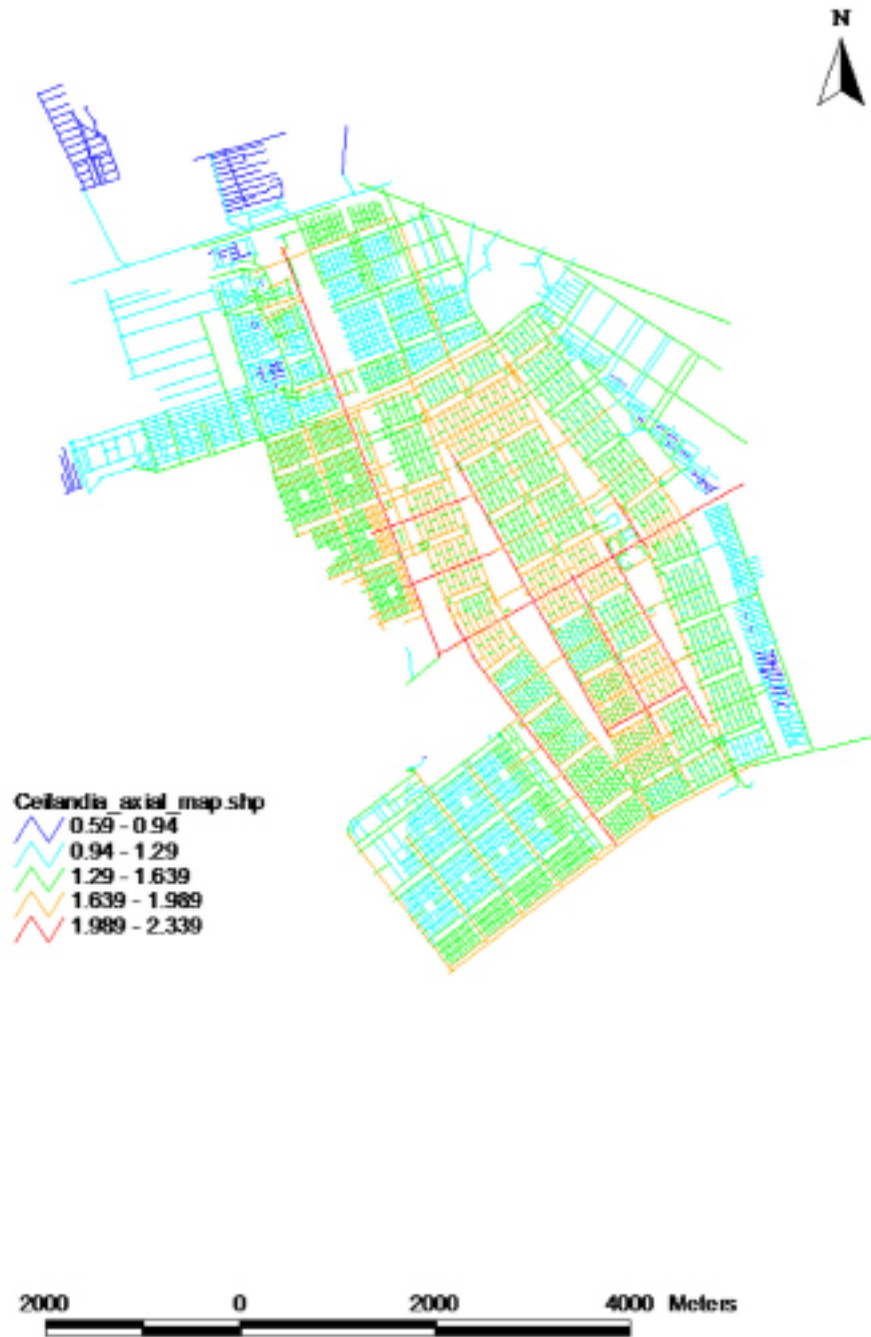 N
Ceilandia_axial_map.shp
0.59 - 0.94
0.94 - 1.29
1.29 - 1.639
1.639 - 1.989
1.989 - 2.339
2000 0 2000 4000 Meters